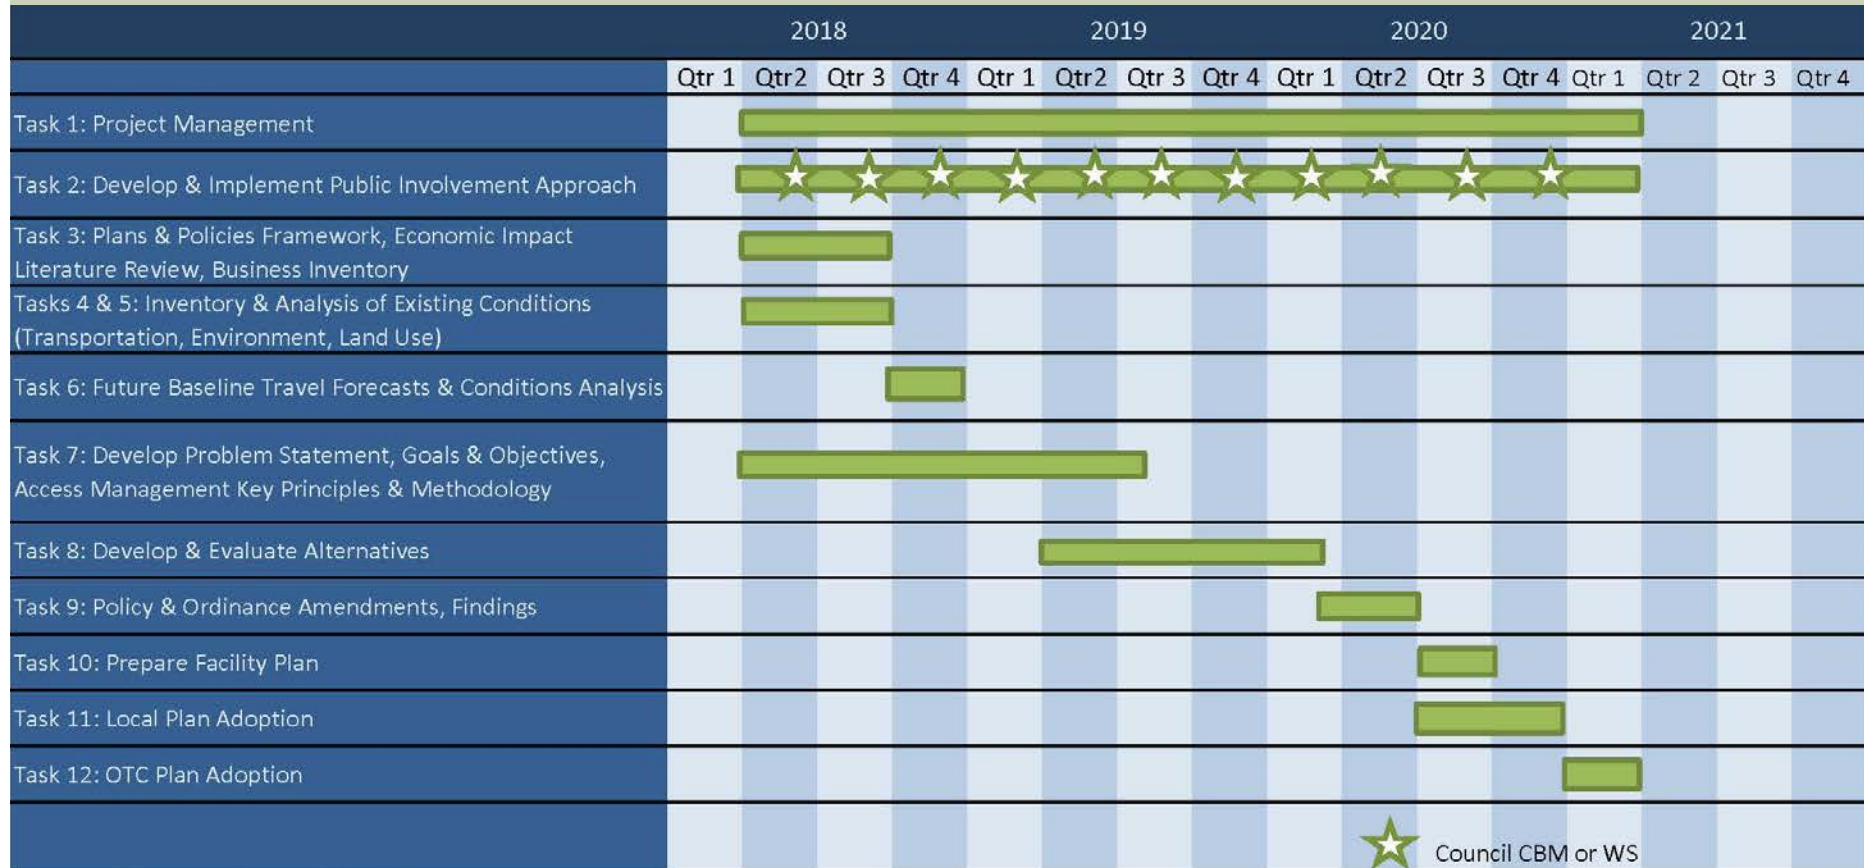 2018 2019 2020 2021
Qtr 1 Qtr2 Qtr 3 Qtr 4 Qtr 1 Qtr2 Qtr 3 Qtr 4 Qtr 1 Qtr2 Qtr 3 Qtr 4 Qtr 1 Qtr 2 Qtr 3 Qtr 4
Task 1: Project Management
Task 2: Develop & Implement Public Involvement Approach
Task 3: Plans & Policies Framework, Economic Impact
Literature Review, Business Inventory
Tasks 4 & 5: Inventory & Analysis of Existing Conditions
(Transportation, Environment, Land Use)
Task 6: Future Baseline Travel Forecasts & Conditions Analysis
Task 7: Develop Problem Statement, Goals & Objectives,
Access Management Key Principles & Methodology
Task 8: Develop & Evaluate Alternatives
Task 9: Policy & Ordinance Amendments, Findings
Task 10: Prepare Facility Plan
Task 11: Local Plan Adoption
Task 12: OTC Plan Adoption
Council CBM or WS